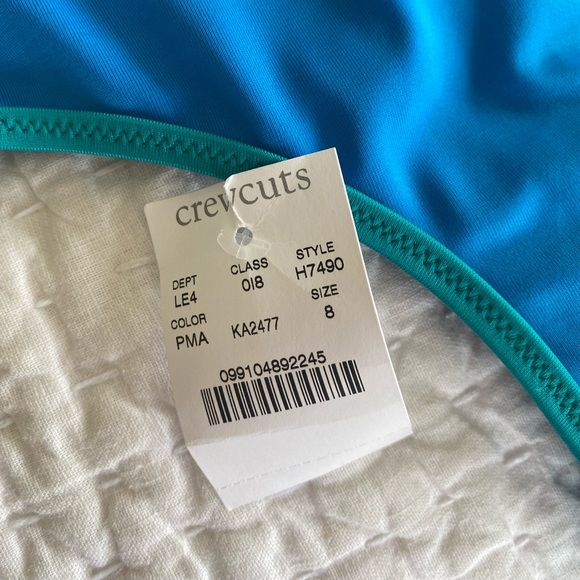 crewcuts
DEPT CLASS STYLE
LE4 018 H7490
COLOR SIZE
PMA KA2477 8
099104892245